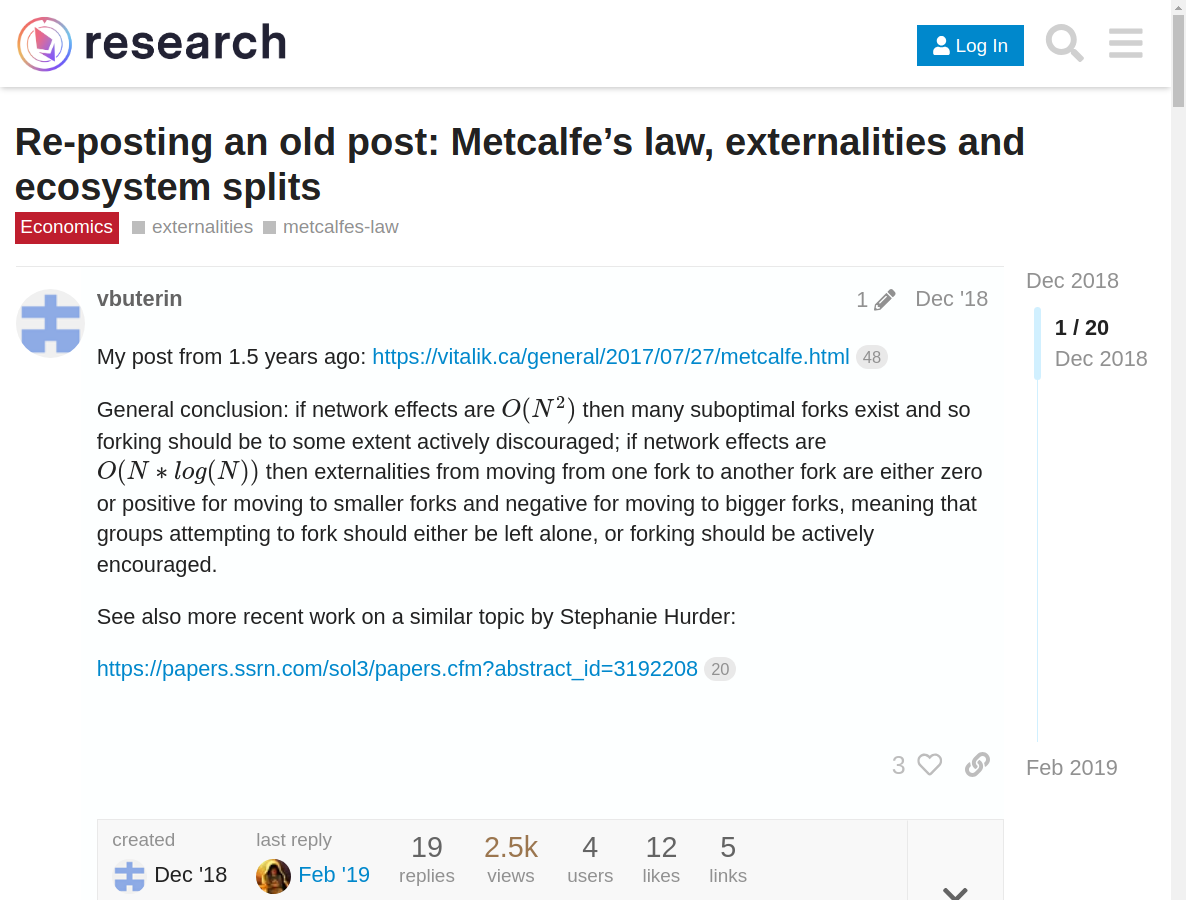 research
Log In
Re-posting an old post: Metcalfe’s law, externalities and
ecosystem splits
Economics externalities metcalfes-law
vbuterin 1 Dec '18
My post from 1.5 years ago: https://vitalik.ca/general/2017/07/27/metcalfe.html 48
General conclusion: if network effects are O(N²) then many suboptimal forks exist and so
forking should be to some extent actively discouraged; if network effects are
O(N ∗ log(N)) then externalities from moving from one fork to another fork are either zero
or positive for moving to smaller forks and negative for moving to bigger forks, meaning that
groups attempting to fork should either be left alone, or forking should be actively
encouraged.
See also more recent work on a similar topic by Stephanie Hurder:
https://papers.ssrn.com/sol3/papers.cfm?abstract_id=3192208 20
3
Dec 2018
1 / 20
Dec 2018
Feb 2019
created last reply 19 2.5k 4 12 5
Dec '18 Feb '19 replies views users likes links